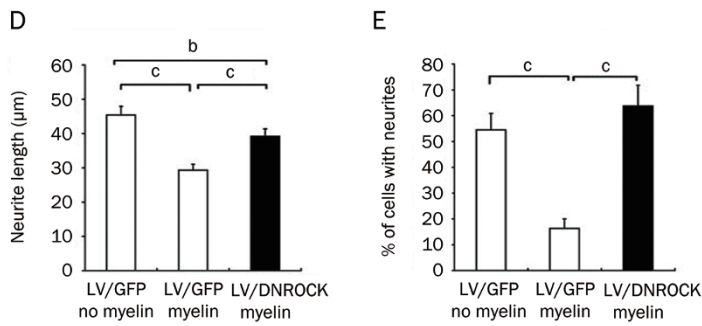 D
b
c c
Neurite length (μm)
60
50
40
30
20
10
0
LV/GFP LV/GFP LV/DNROCK
no myelin myelin myelin
E
c c
% of cells with neurites
80
70
60
50
40
30
20
10
0
LV/GFP LV/GFP LV/DNROCK
no myelin myelin myelin